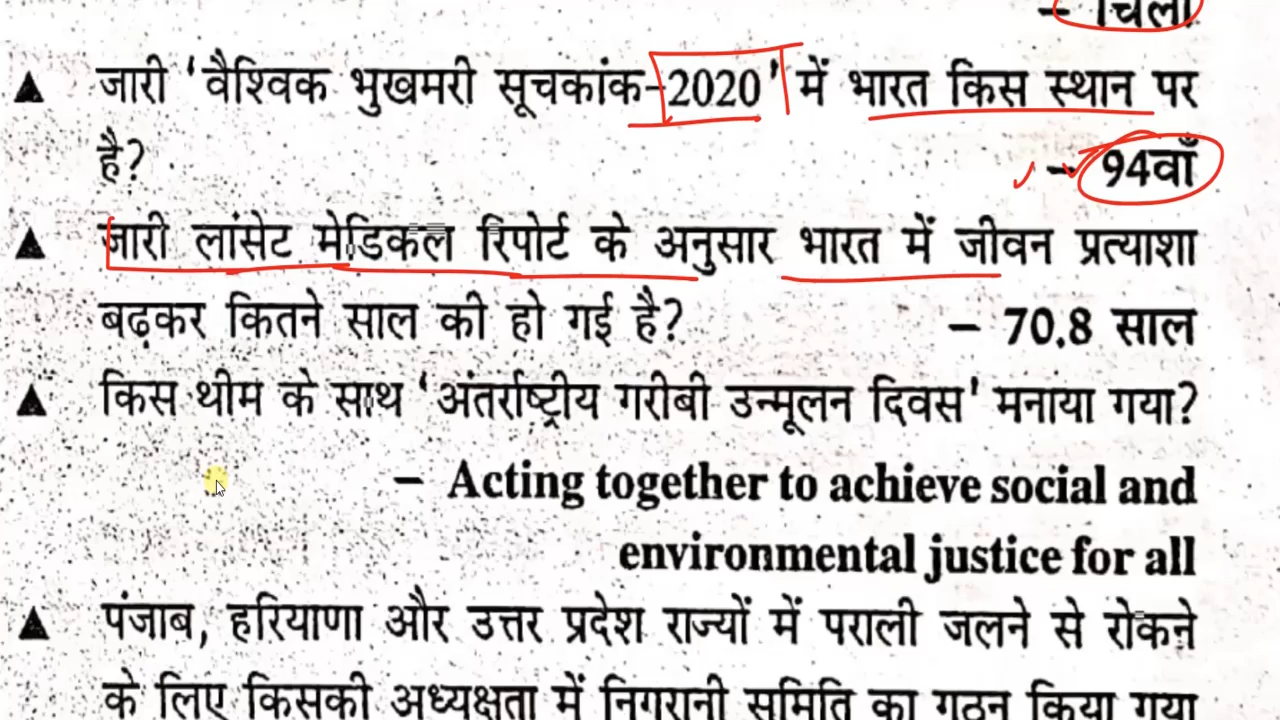 – चिली
▲ जारी 'वैश्विक भुखमरी सूचकांक-2020' में भारत किस स्थान पर
है? – 94वाँ
▲ जारी लांसेट मेडिकल रिपोर्ट के अनुसार भारत में जीवन प्रत्याशा
बढ़कर कितने साल की हो गई है? – 70.8 साल
▲ किस थीम के साथ 'अंतर्राष्ट्रीय गरीबी उन्मूलन दिवस' मनाया गया?
– Acting together to achieve social and
environmental justice for all
▲ पंजाब, हरियाणा और उत्तर प्रदेश राज्यों में पराली जलने से रोकने
के लिए किसकी अध्यक्षता में निगरानी समिति का गठन किया गया